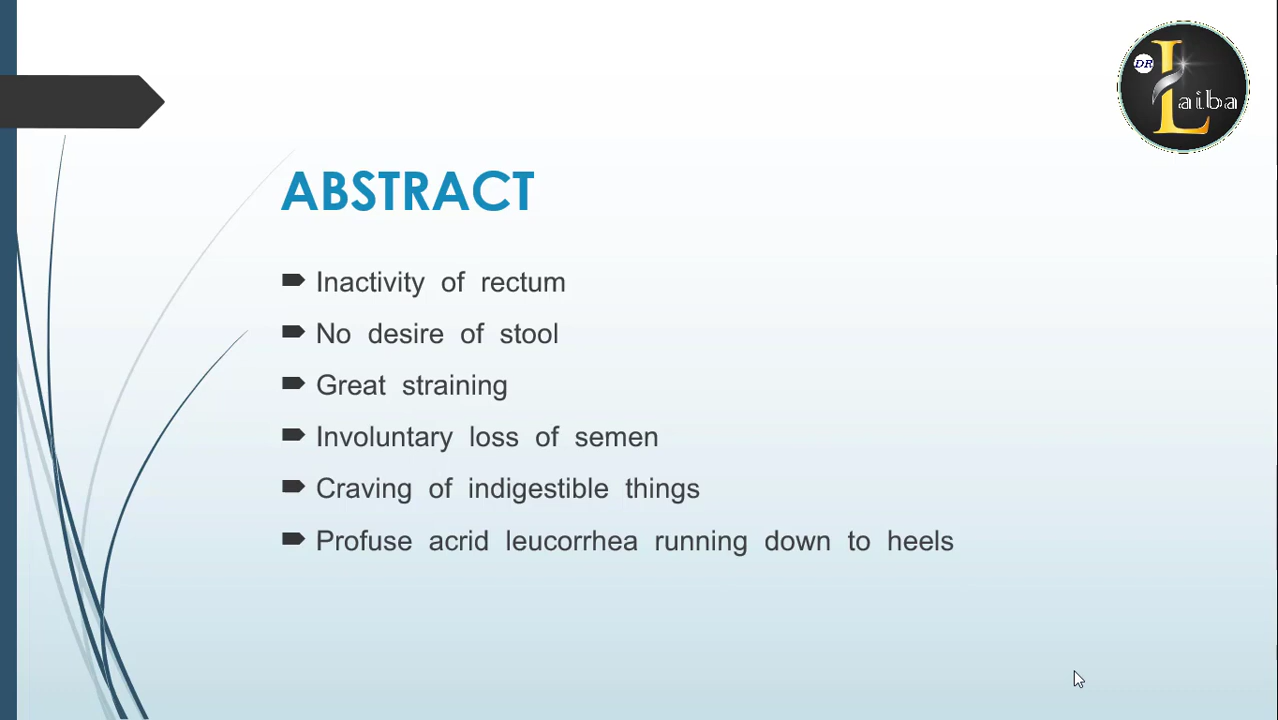 DR
Laiba
ABSTRACT
Inactivity of rectum
No desire of stool
Great straining
Involuntary loss of semen
Craving of indigestible things
Profuse acrid leucorrhea running down to heels